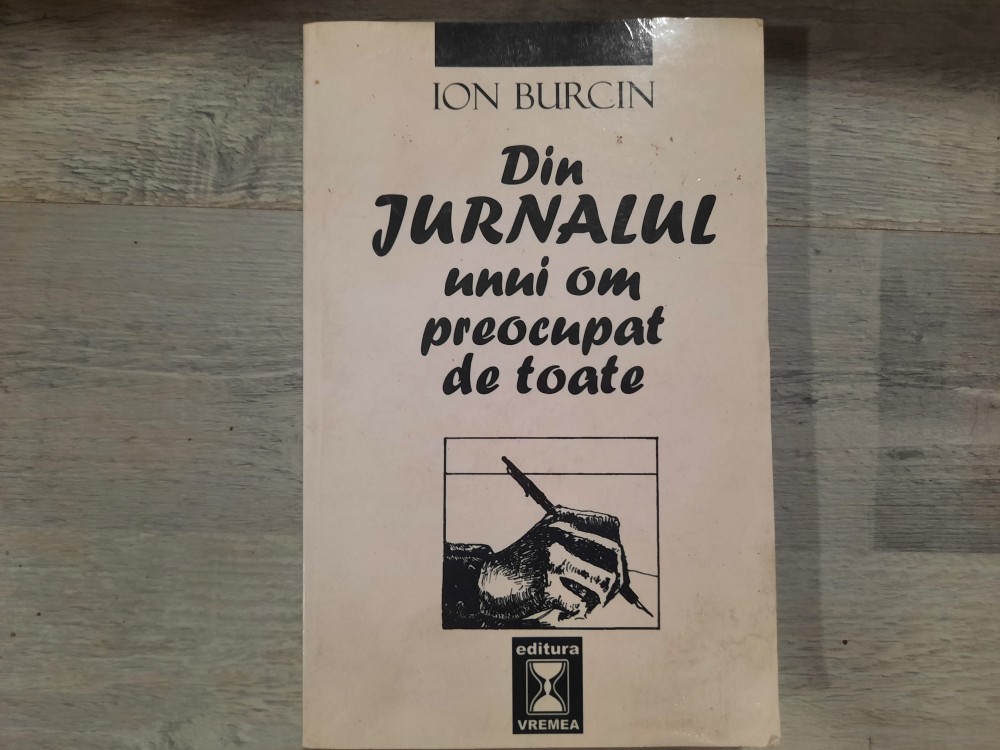 ION BURCIN
Din
JURNALUL
unui om
preocupat
de toate
editura
VREMEA